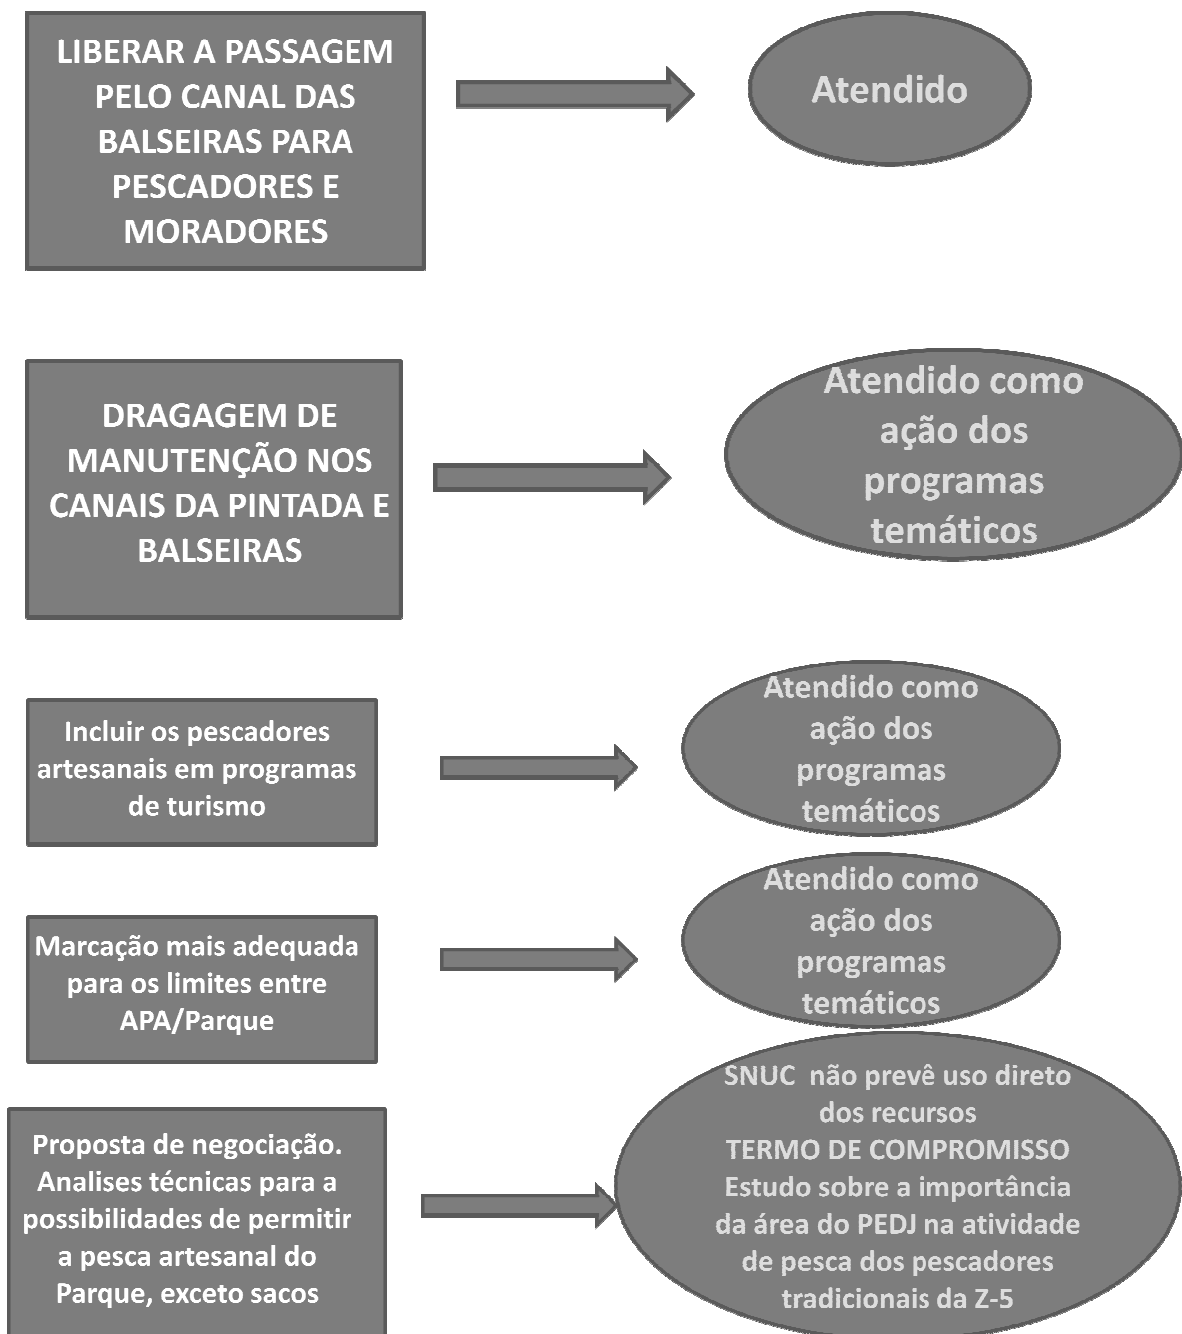 LIBERAR A PASSAGEM
PELO CANAL DAS
BALSEIRAS PARA
PESCADORES E
MORADORES
Atendido
DRAGAGEM DE
MANUTENÇÃO NOS
CANAIS DA PINTADA E
BALSEIRAS
Atendido como
ação dos
programas
temáticos
Incluir os pescadores
artesanais em programas
de turismo
Atendido como
ação dos
programas
temáticos
Marcação mais adequada
para os limites entre
APA/Parque
Atendido como
ação dos
programas
temáticos
Proposta de negociação.
Analises técnicas para a
possibilidades de permitir
a pesca artesanal do
Parque, exceto sacos
SNUC não prevê uso direto
dos recursos
TERMO DE COMPROMISSO
Estudo sobre a importância
da área do PEDJ na atividade
de pesca dos pescadores
tradicionais da Z-5